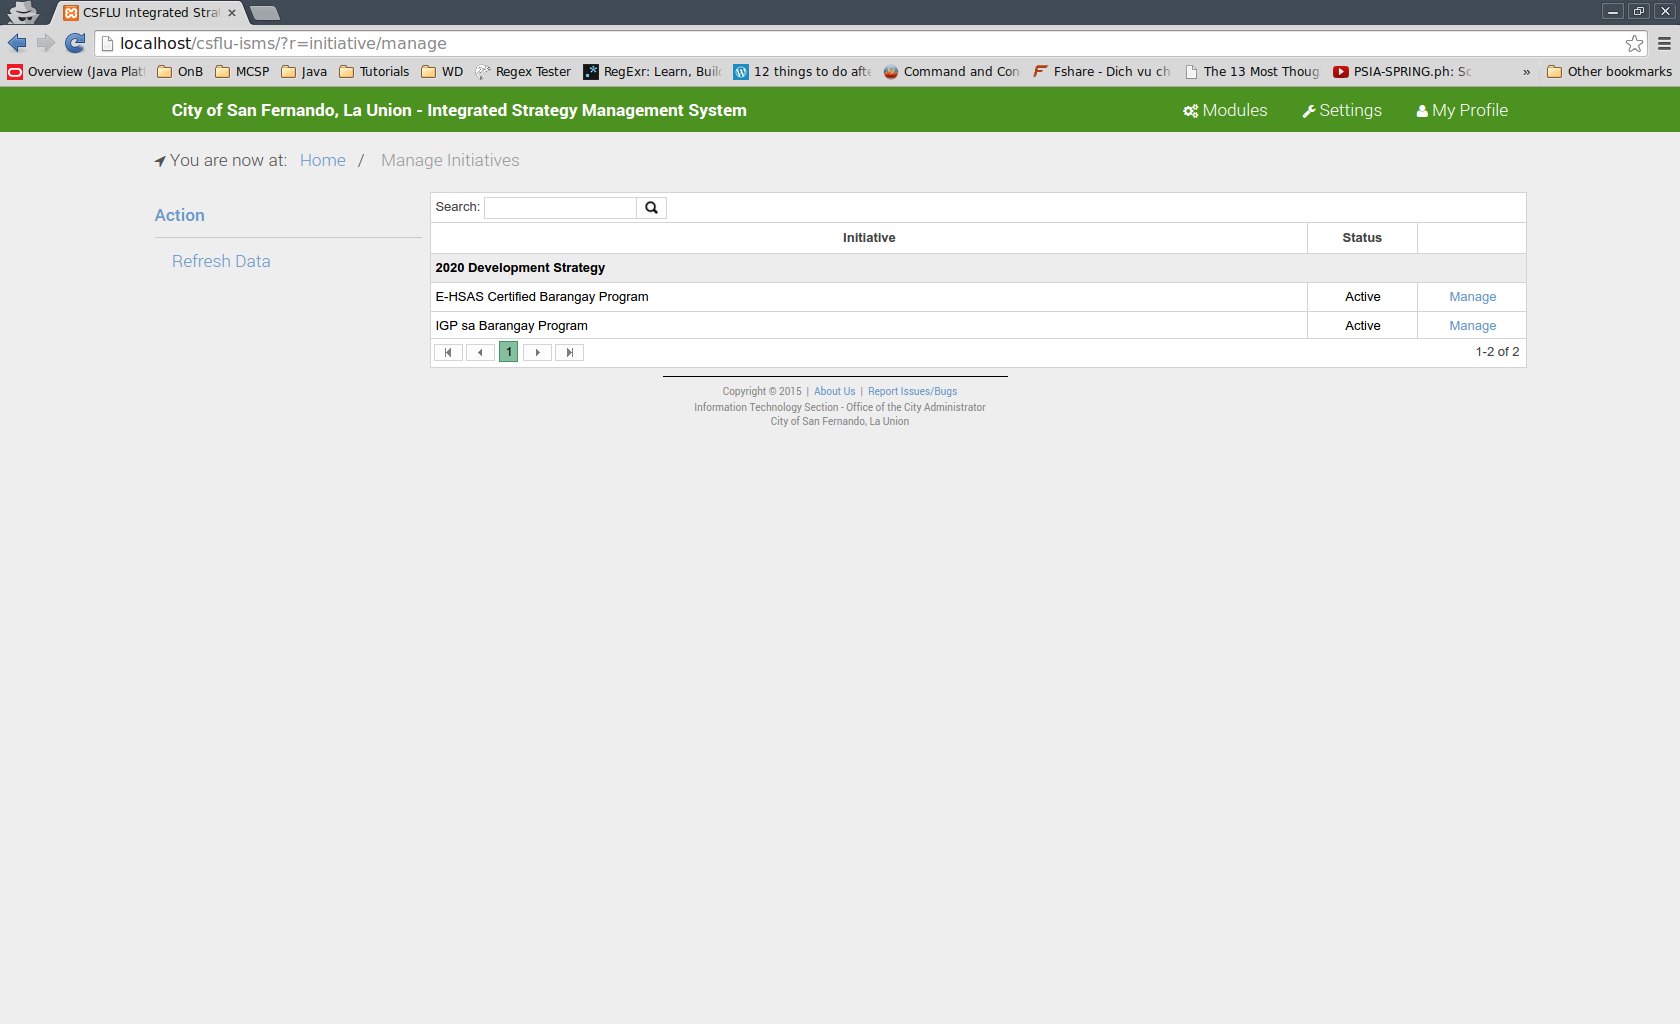 CSFLU Integrated Stra
localhost/csflu-isms/?r=initiative/manage
Overview (Java Plat OnB MCSP Java Tutorials WD Regex Tester RegExr: Learn, Buil 12 things to do afte Command and Con Fshare - Dich vu ch The 13 Most Thoug PSIA-SPRING.ph: Sc » Other bookmarks
City of San Fernando, La Union - Integrated Strategy Management System Modules Settings My Profile
You are now at: Home / Manage Initiatives
Action
Refresh Data
Search:
Initiative Status
2020 Development Strategy
E-HSAS Certified Barangay Program Active Manage
IGP sa Barangay Program Active Manage
1 1-2 of 2
Copyright © 2015 | About Us | Report Issues/Bugs
Information Technology Section - Office of the City Administrator
City of San Fernando, La Union